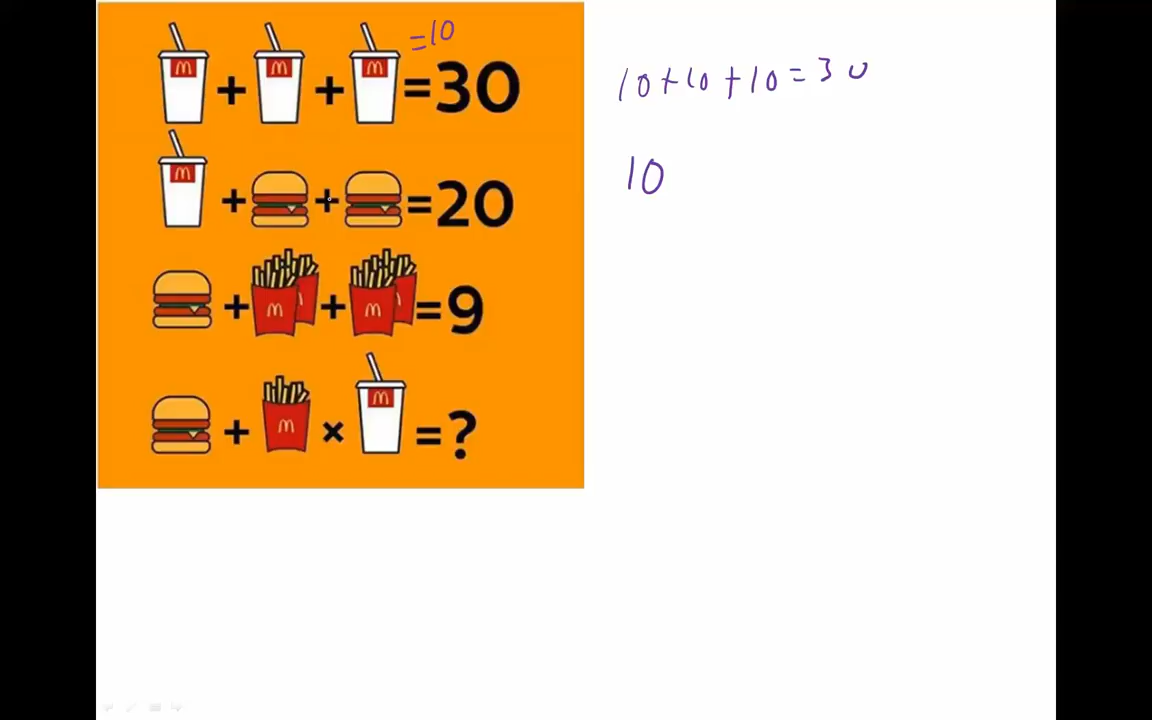 =10
+ + =30
10+10+10=30
+ + =20
10
+ + =9
+ × =?